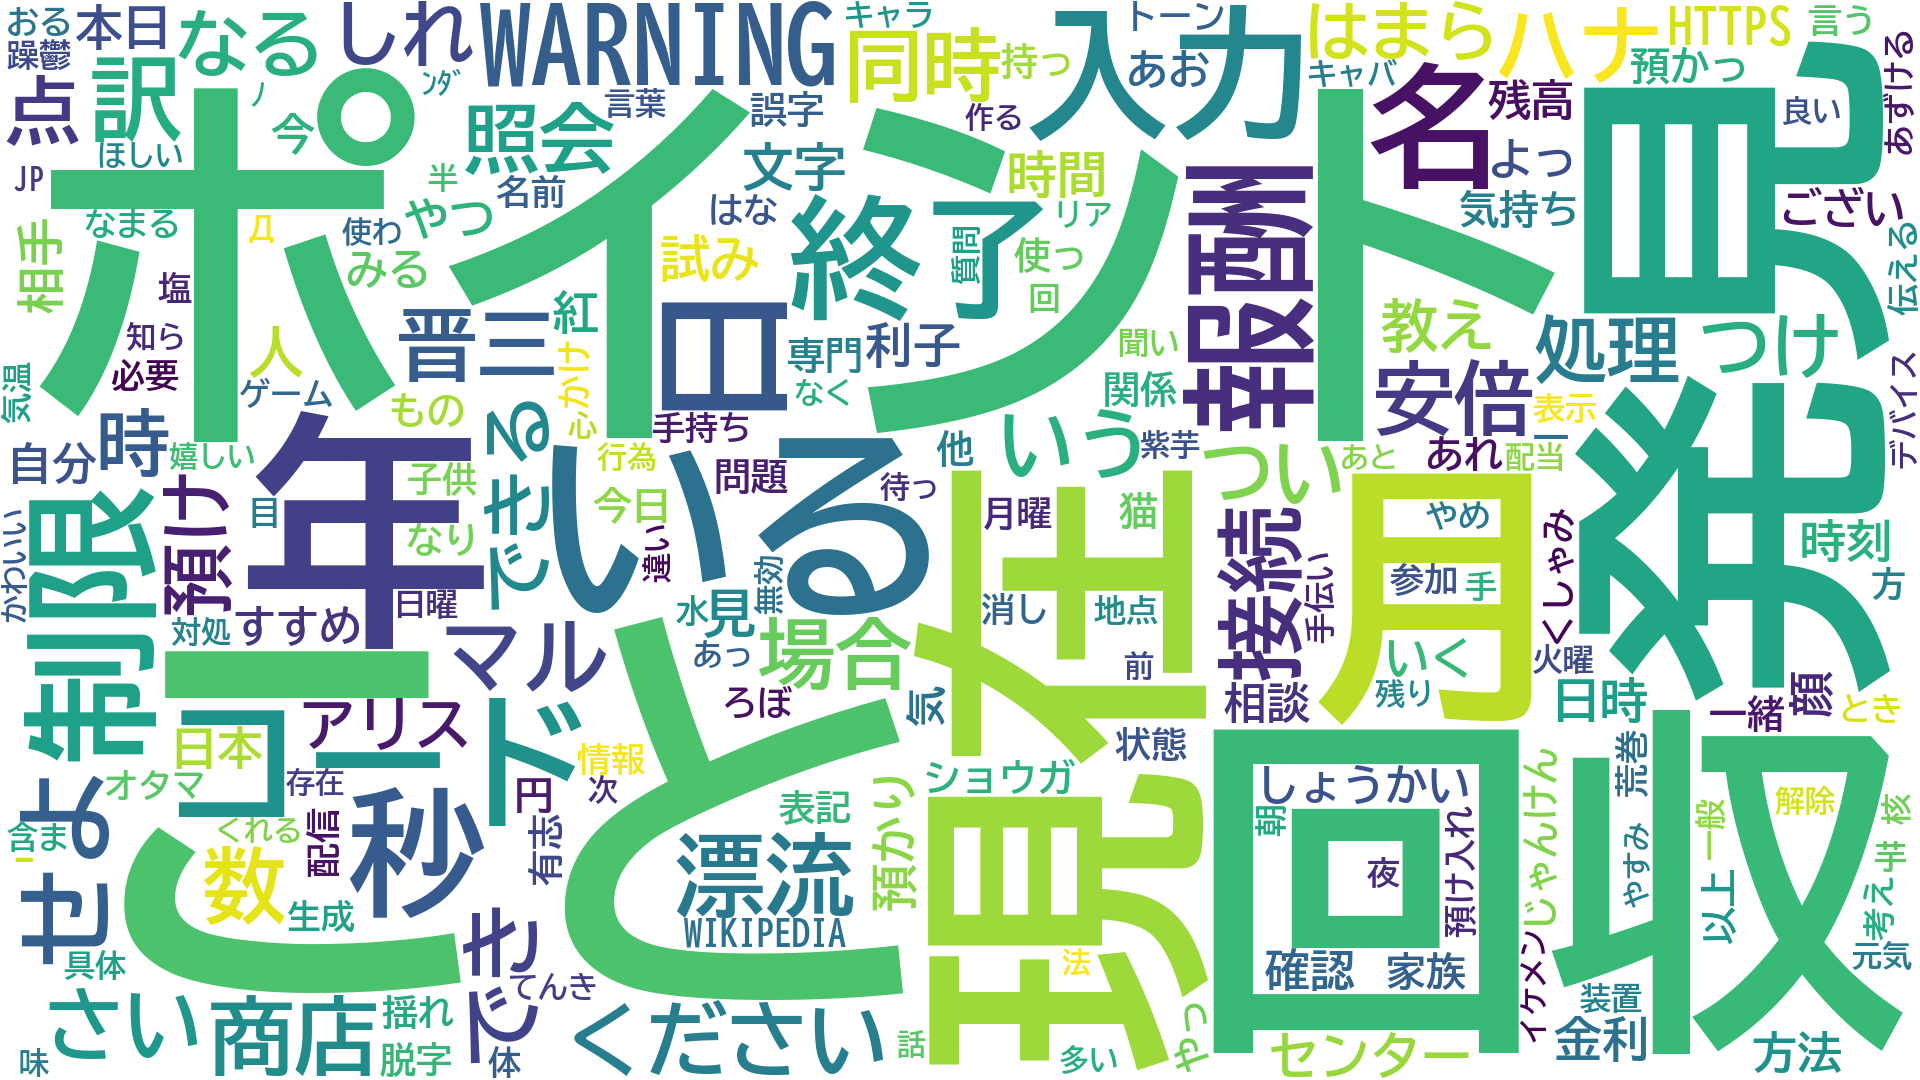 おる
本日
なる
しれ
WARNING
キャラ
同時
持っ
トーン
あお
入力
はまら
キャバ
ハナ
HTTPS
預かっ
言う
あずける
躁鬱
点
訳
ノ
ンダ
言葉
誤字
作る
名
残高
良い
見
ポイント
今
照会
ほしい
JP
半
名前
文字
時間
よっ
気持ち
ござい
やつ
はな
終了
リア
報酬
相手
なまる
Д
使わ
みる
試み
質問
使っ
回
伝える
塩
知ら
必要
人
晋三
紅
日
専門
利子
なく
聞い
関係
教え
処理
つけ
安倍
表示
デバイス
気温
ゲーム
もの
心かけ
手持ち
他
いう
紫芋
つい
あと
あれ
配当
自分
時
嬉しい
目
年
子供
できる
行為
今日
問題
待っ
月曜
猫
やめ
くしゃみ
時刻
かわいい
制限
預け
対処
すすめ
日曜
なり
いる
違い
無効
水
見
あっ
消し
地点
前
接続
手伝い
参加
手
いく
残り
月
火曜
方
発
日時
一緒
顔
とき
マル
アリス
コード
場合
ろぼ
気
現在
状態
相談
せよ
オタマ
日本
存在
情報
円
次
表記
ショウガ
預かり
しょうかい
朝
預け入れ
夜
じゃんけん
荒巻
一般
解除
核
含ま
くれる
数
配信
秒
有志
漂流
WIKIPEDIA
生成
こと
回
段
やすみ
以上
芋
考え
具体
てんき
法
確認
家族
イケメン
装置
元気
さい
商店
揺れ
脱字
でき
体
ください
話
多い
やっ
センター
金利
方法
味